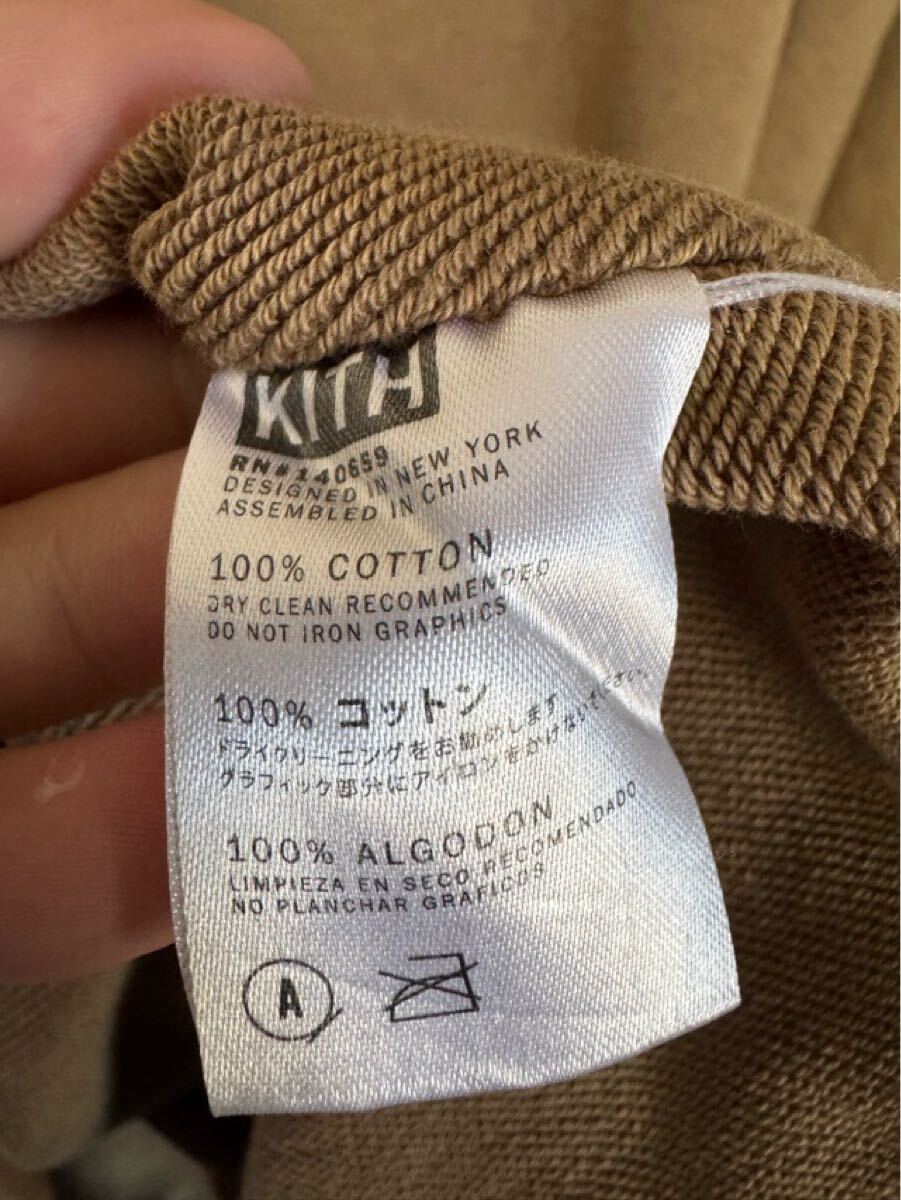 KITH
RN#140659
DESIGNED IN NEW YORK
ASSEMBLED IN CHINA
100% COTTON
DRY CLEAN RECOMMENDED
DO NOT IRON GRAPHICS
100% コットン
ドライクリーニングをお勧めします。
グラフィック部分にアイロンをかけないでください。
100% ALGODON
LIMPIEZA EN SECO RECOMENDADO
NO PLANCHAR GRAFICOS
A